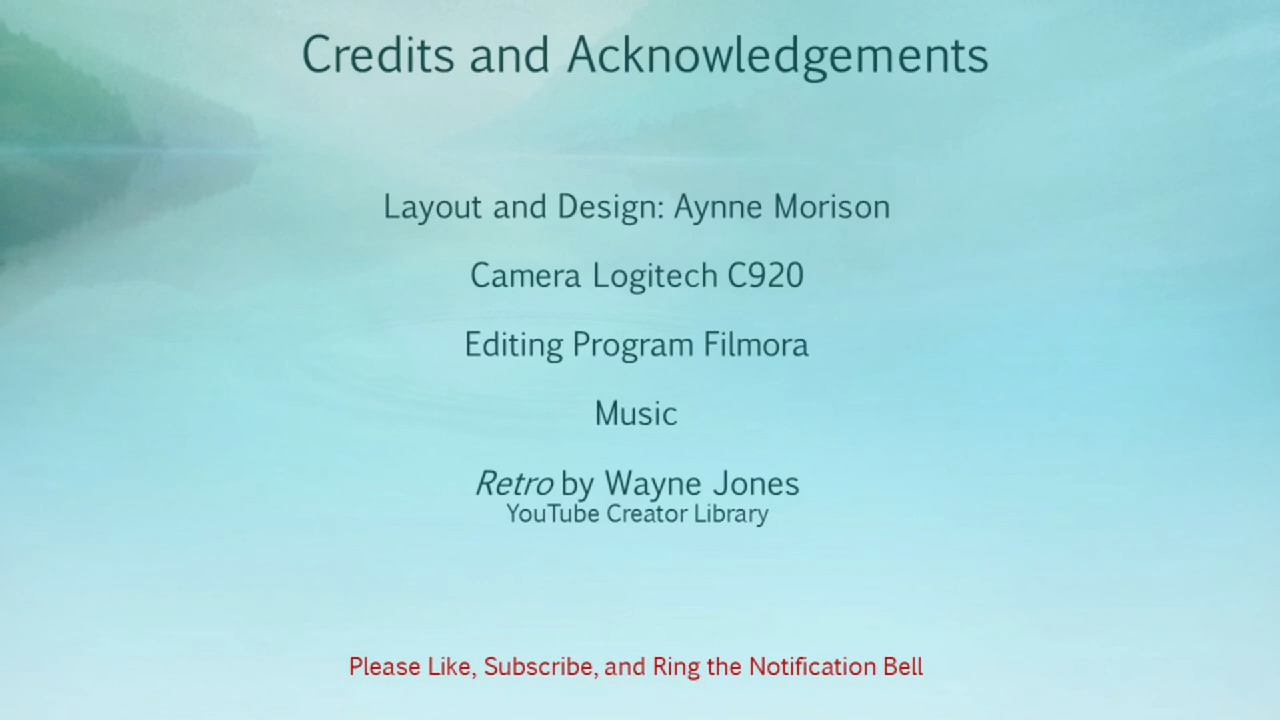 Credits and Acknowledgements
Layout and Design: Aynne Morison
Camera Logitech C920
Editing Program Filmora
Music
Retro by Wayne Jones
YouTube Creator Library
Please Like, Subscribe, and Ring the Notification Bell